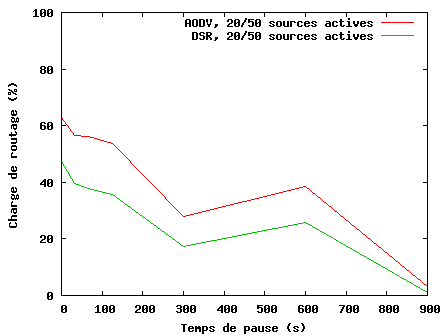 100
80
60
40
20
0
Charge de routage (%)
AODV, 20/50 sources actives
DSR, 20/50 sources actives
0 100 200 300 400 500 600 700 800 900
Temps de pause (s)